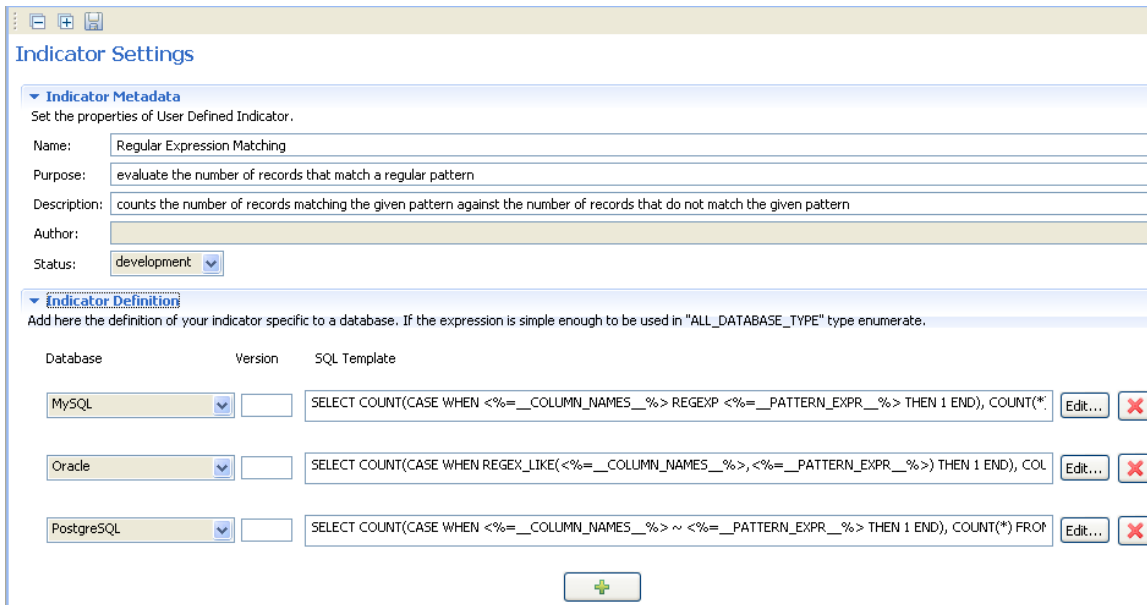 Indicator Settings
Indicator Metadata
Set the properties of User Defined Indicator.
Name: Regular Expression Matching
Purpose: evaluate the number of records that match a regular pattern
Description: counts the number of records matching the given pattern against the number of records that do not match the given pattern
Author:
Status: development
Indicator Definition
Add here the definition of your indicator specific to a database. If the expression is simple enough to be used in "ALL_DATABASE_TYPE" type enumerate.
Database Version SQL Template
MySQL SELECT COUNT(CASE WHEN <%=__COLUMN_NAMES__%> REGEXP <%=__PATTERN_EXPR__%> THEN 1 END), COUNT(*) Edit...
Oracle SELECT COUNT(CASE WHEN REGEX_LIKE(<%=__COLUMN_NAMES__%>,<%=__PATTERN_EXPR__%>) THEN 1 END), COU Edit...
PostgreSQL SELECT COUNT(CASE WHEN <%=__COLUMN_NAMES__%> ~ <%=__PATTERN_EXPR__%> THEN 1 END), COUNT(*) FROM Edit...